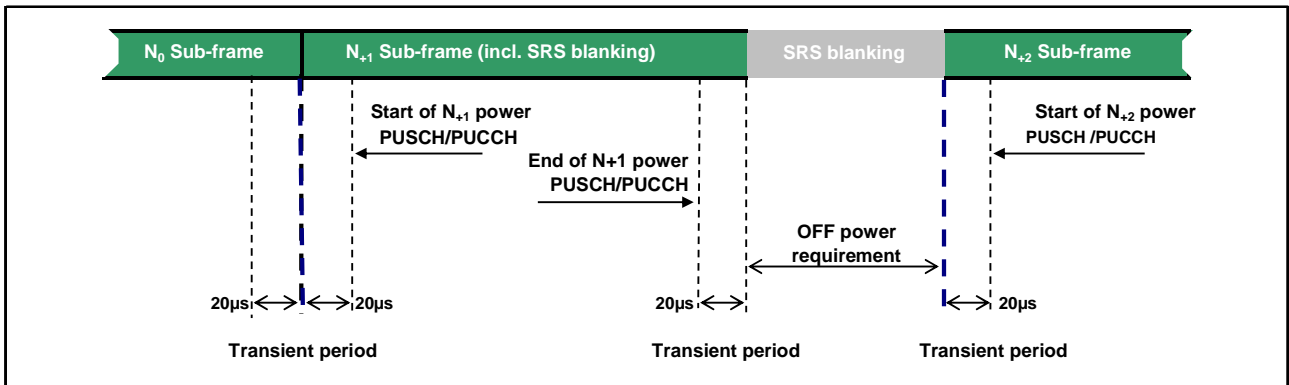 N₀ Sub-frame
N₊₁ Sub-frame (incl. SRS blanking)
SRS blanking
N₊₂ Sub-frame
Start of N₊₁ power
PUSCH/PUCCH
End of N+1 power
PUSCH/PUCCH
Start of N₊₂ power
PUSCH /PUCCH
OFF power
requirement
20µs
20µs
20µs
20µs
Transient period
Transient period
Transient period